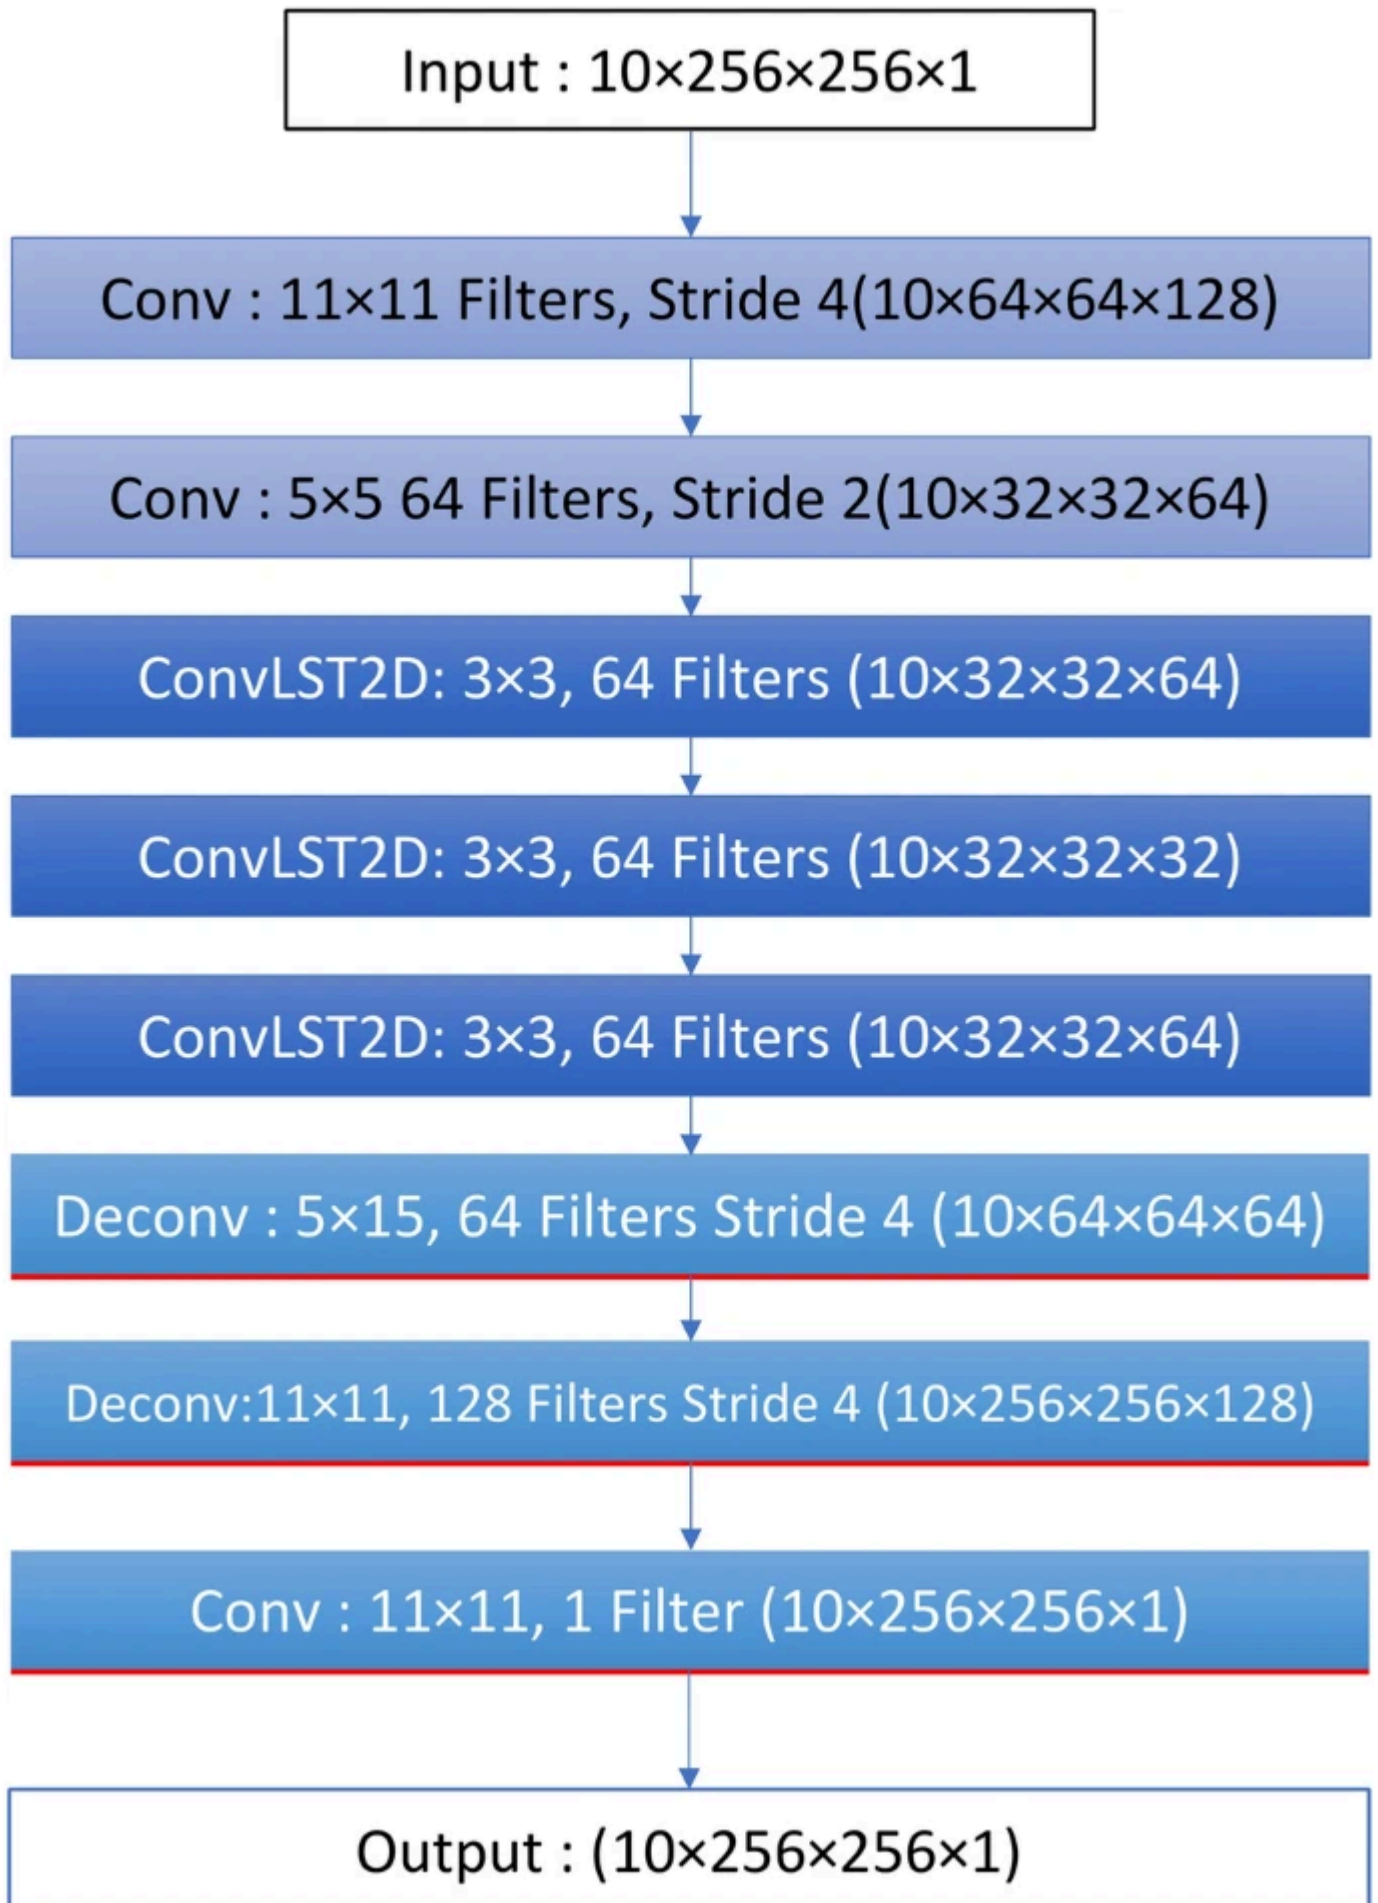 Input : 10×256×256×1
Conv : 11×11 Filters, Stride 4(10×64×64×128)
Conv : 5×5 64 Filters, Stride 2(10×32×32×64)
ConvLST2D: 3×3, 64 Filters (10×32×32×64)
ConvLST2D: 3×3, 64 Filters (10×32×32×32)
ConvLST2D: 3×3, 64 Filters (10×32×32×64)
Deconv : 5×15, 64 Filters Stride 4 (10×64×64×64)
Deconv:11×11, 128 Filters Stride 4 (10×256×256×128)
Conv : 11×11, 1 Filter (10×256×256×1)
Output : (10×256×256×1)